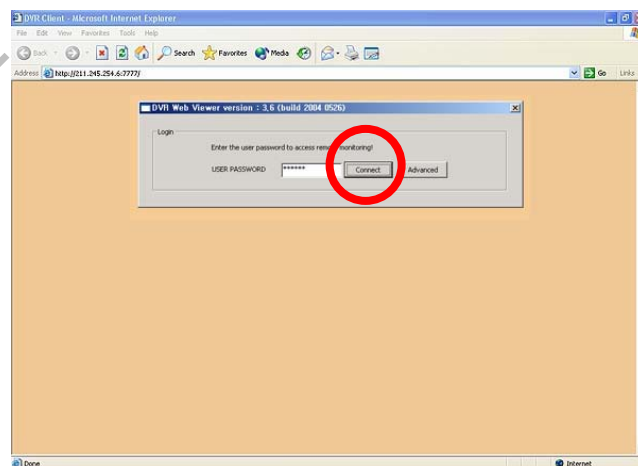 DVR Client - Microsoft Internet Explorer
File Edit View Favorites Tools Help
Back Search Favorites Media
Address http://211.245.254.6:7777/ Go Links
DVR Web Viewer version : 3,6 (build 2004 0526)
Login
Enter the user password to access remote monitoring!
USER PASSWORD ****** Connect Advanced
Done Internet